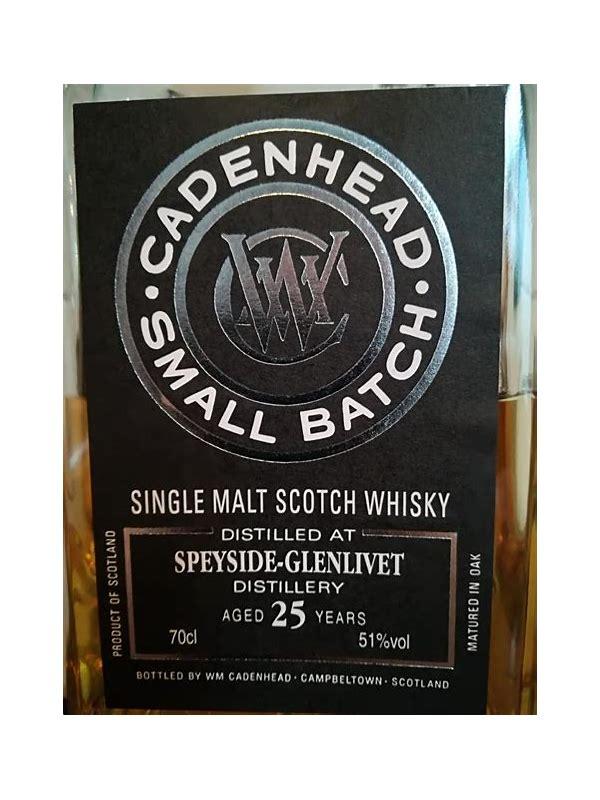 · CADENHEAD ·
SMALL BATCH
WMC
SINGLE MALT SCOTCH WHISKY
DISTILLED AT
SPEYSIDE-GLENLIVET
DISTILLERY
AGED 25 YEARS
70cl 51%vol
PRODUCT OF SCOTLAND
MATURED IN OAK
BOTTLED BY WM CADENHEAD · CAMPBELTOWN · SCOTLAND